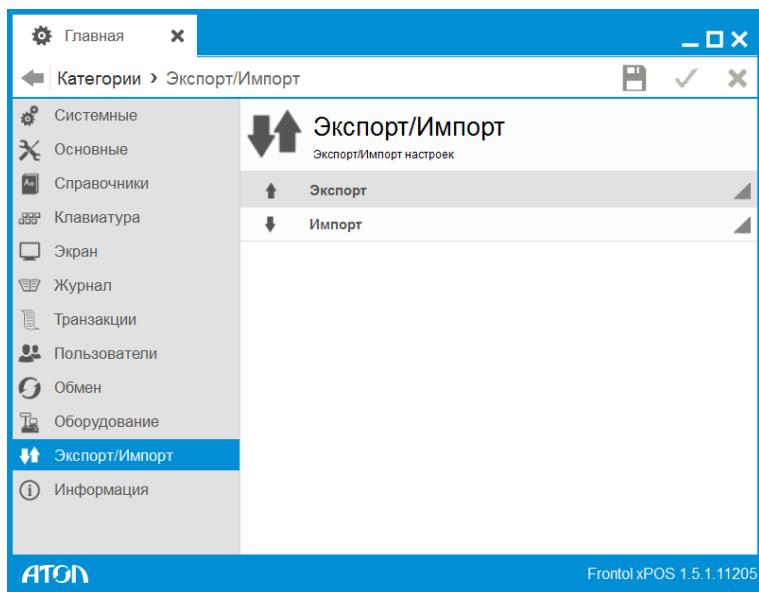 Главная
Категории > Экспорт/Импорт
Системные
Основные
Справочники
Клавиатура
Экран
Журнал
Транзакции
Пользователи
Обмен
Оборудование
Экспорт/Импорт
Информация
Экспорт/Импорт
Экспорт/Импорт настроек
Экспорт
Импорт
АТОЛ
Frontol xPOS 1.5.1.11205